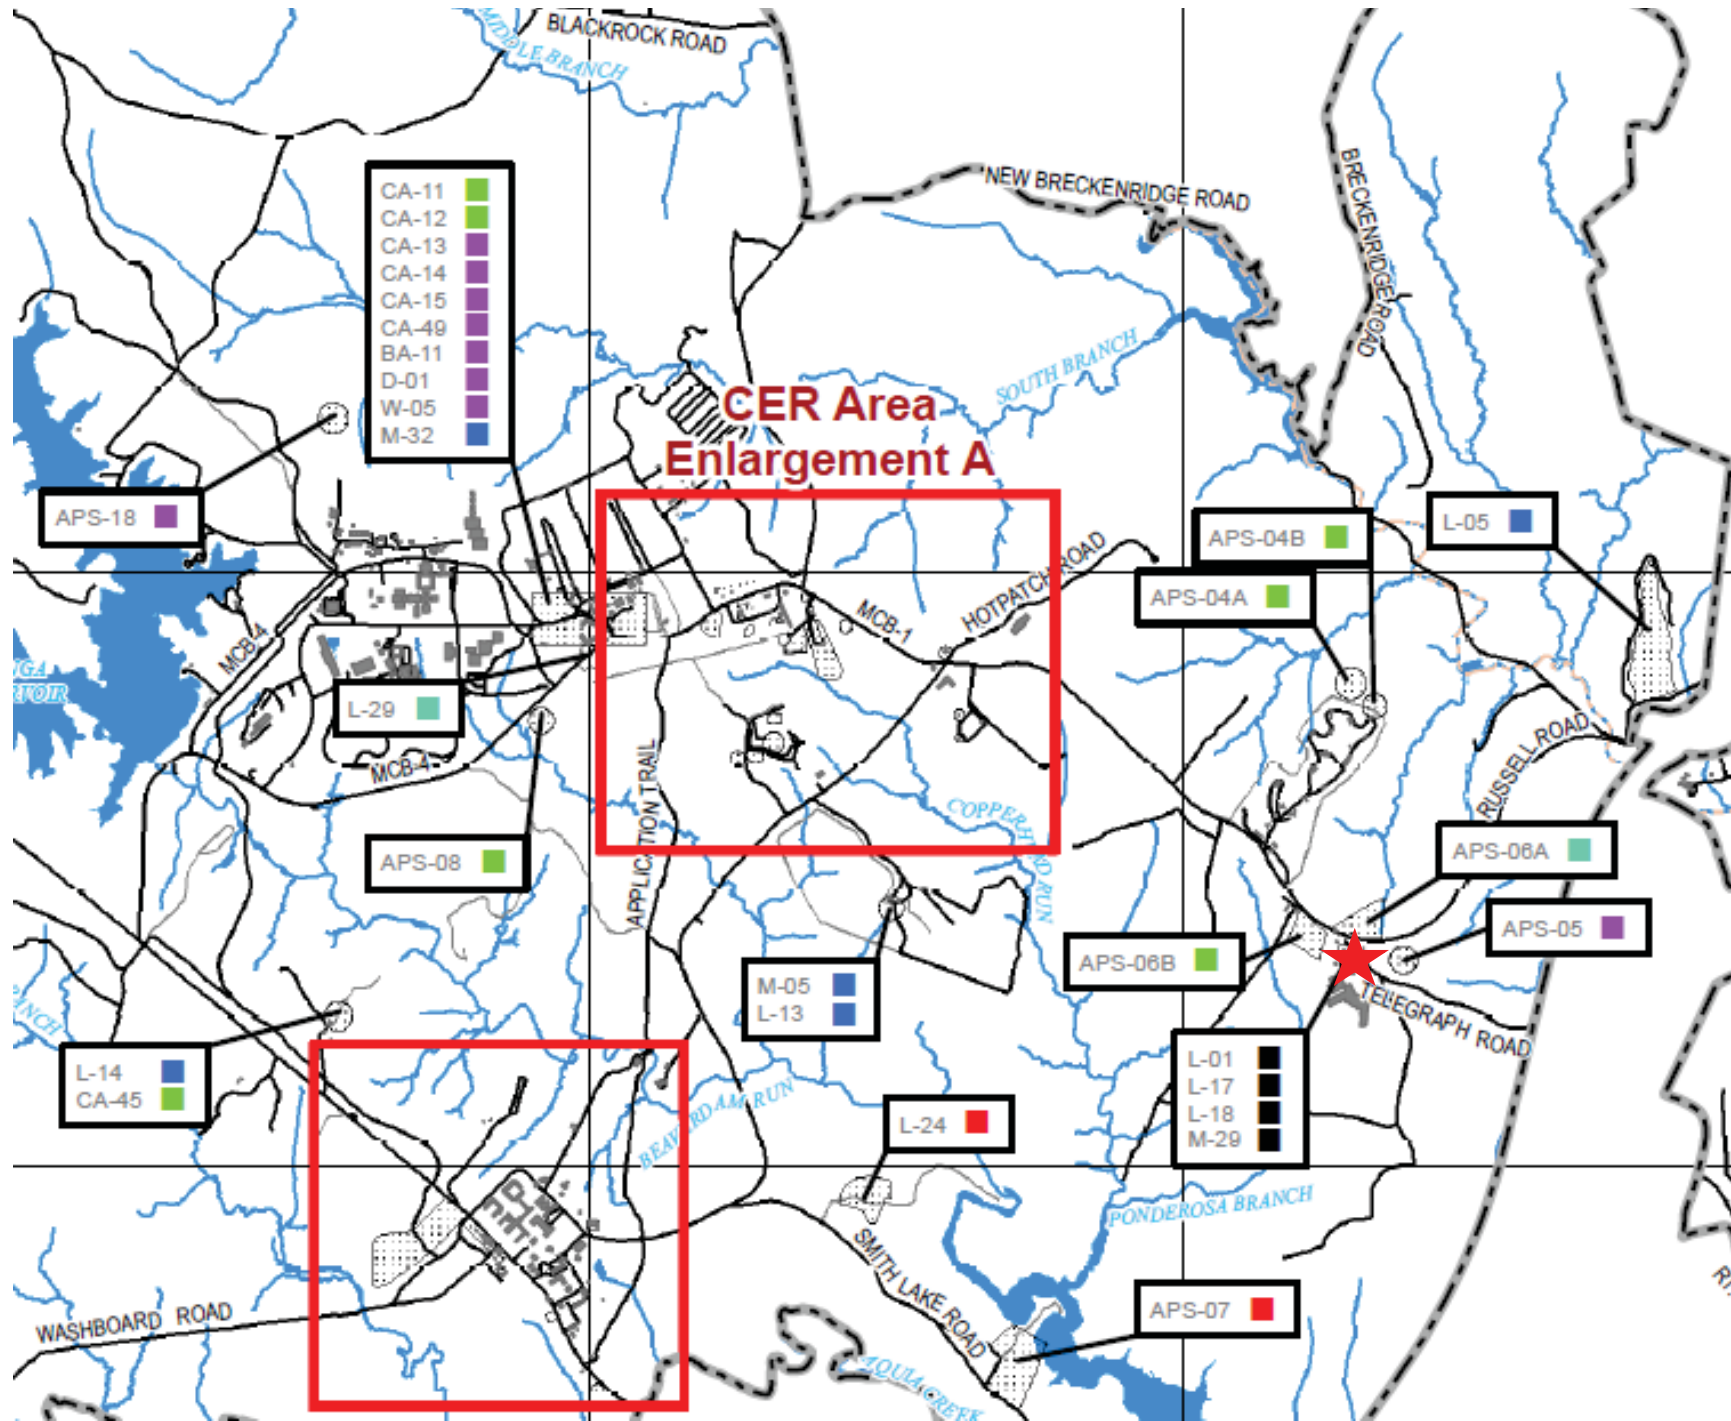 BLACKROCK ROAD
MIDDLE BRANCH
NEW BRECKENRIDGE ROAD
BRECKENRIDGE ROAD
CA-11
CA-12
CA-13
CA-14
CA-15
CA-49
BA-11
D-01
W-05
M-32
SOUTH BRANCH
CER Area
Enlargement A
APS-18
APS-04B
L-05
APS-04A
HOTPATCH ROAD
MCB-1
MCB-4
L-29
MCB-4
APPLICATION TRAIL
RUSSELL ROAD
COPPERHEAD RUN
APS-08
APS-06A
APS-05
APS-06B
M-05
L-13
TELEGRAPH ROAD
BRANCH
L-14
CA-45
L-01
L-17
L-18
M-29
BEAVERDAM RUN
L-24
PONDEROSA BRANCH
SMITH LAKE ROAD
APS-07
WASHBOARD ROAD
AQUIA CREEK